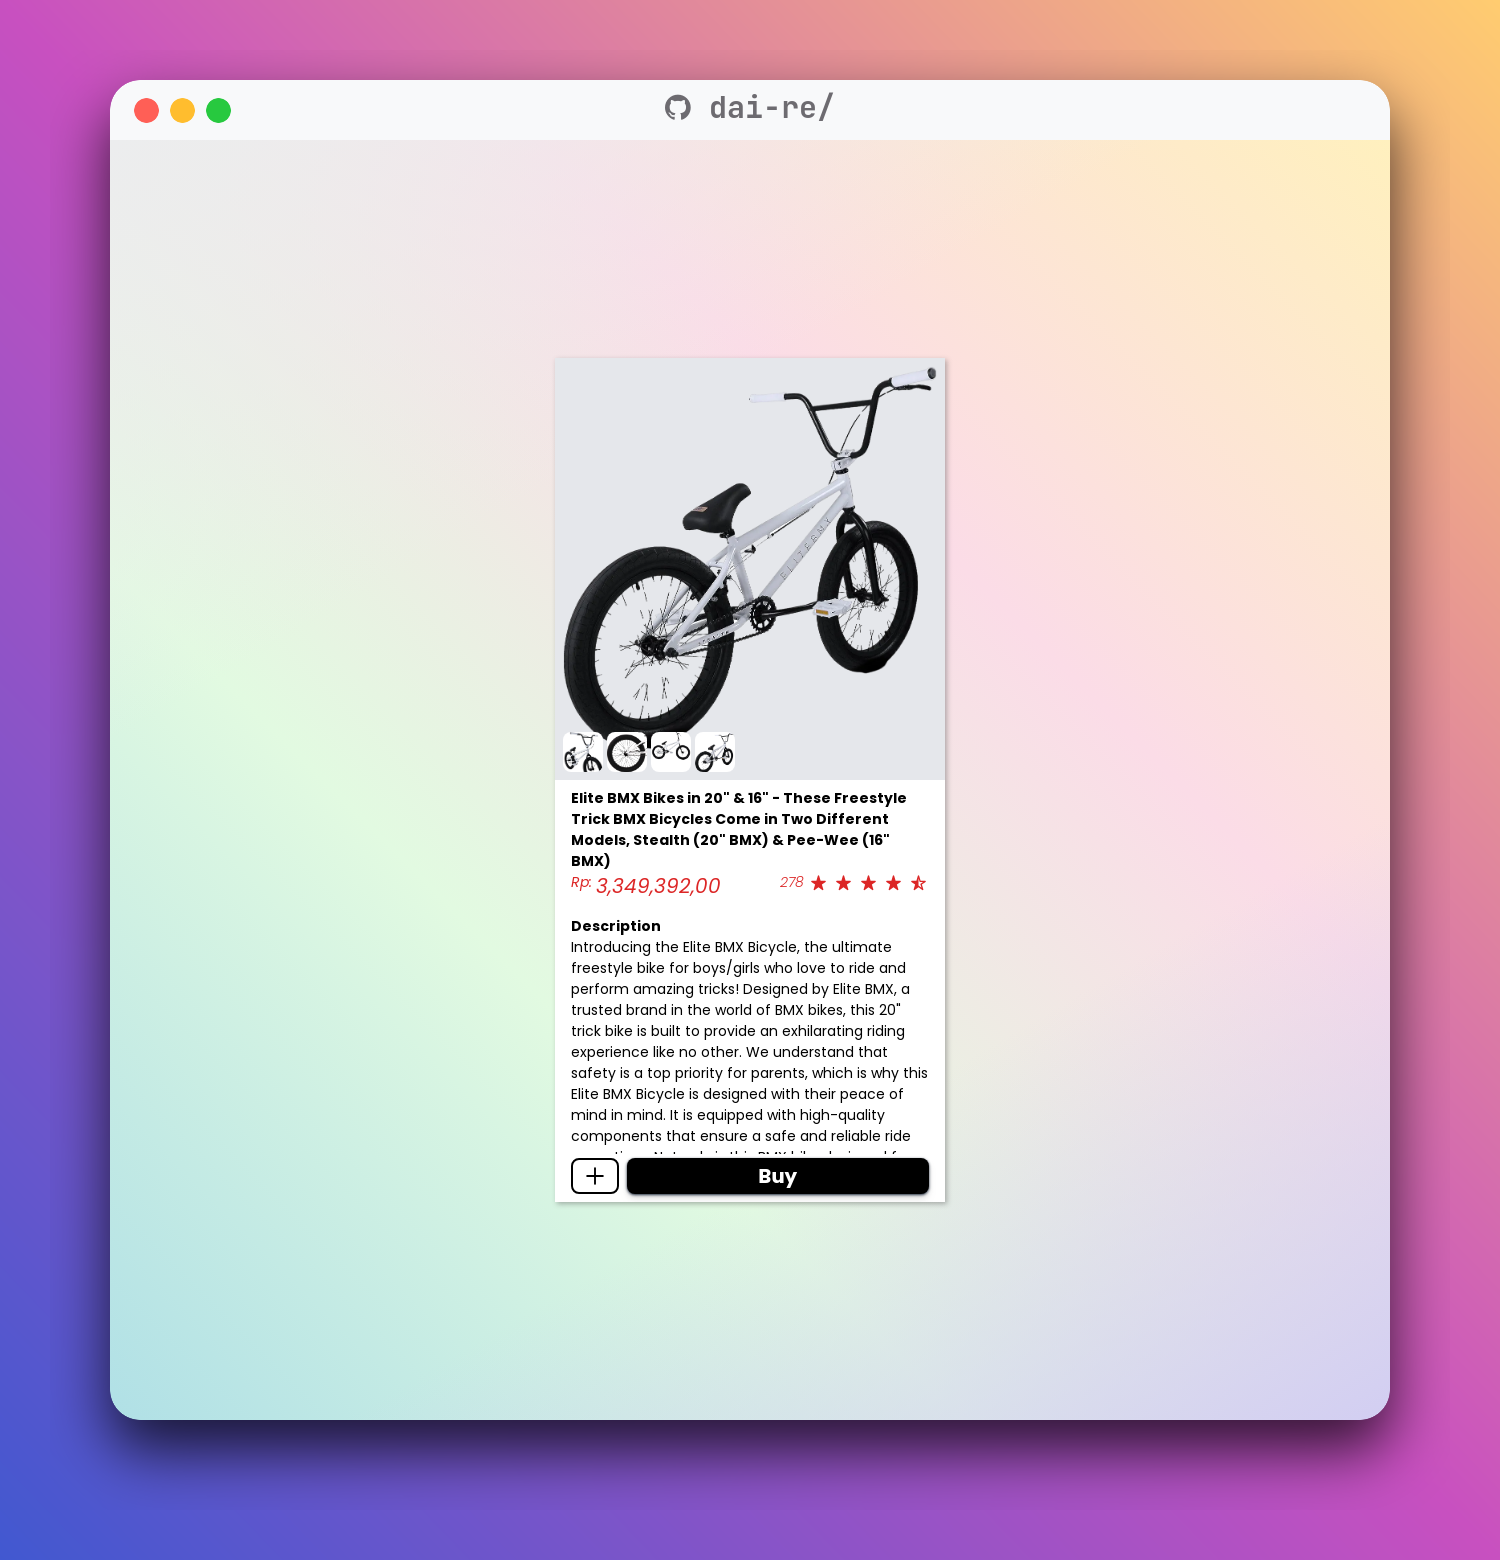 dai-re/
ELITEBMX
Elite BMX Bikes in 20" & 16" - These Freestyle
Trick BMX Bicycles Come in Two Different
Models, Stealth (20" BMX) & Pee-Wee (16"
BMX)
Rp: 3,349,392,00 278
Description
Introducing the Elite BMX Bicycle, the ultimate
freestyle bike for boys/girls who love to ride and
perform amazing tricks! Designed by Elite BMX, a
trusted brand in the world of BMX bikes, this 20"
trick bike is built to provide an exhilarating riding
experience like no other. We understand that
safety is a top priority for parents, which is why this
Elite BMX Bicycle is designed with their peace of
mind in mind. It is equipped with high-quality
components that ensure a safe and reliable ride
Buy